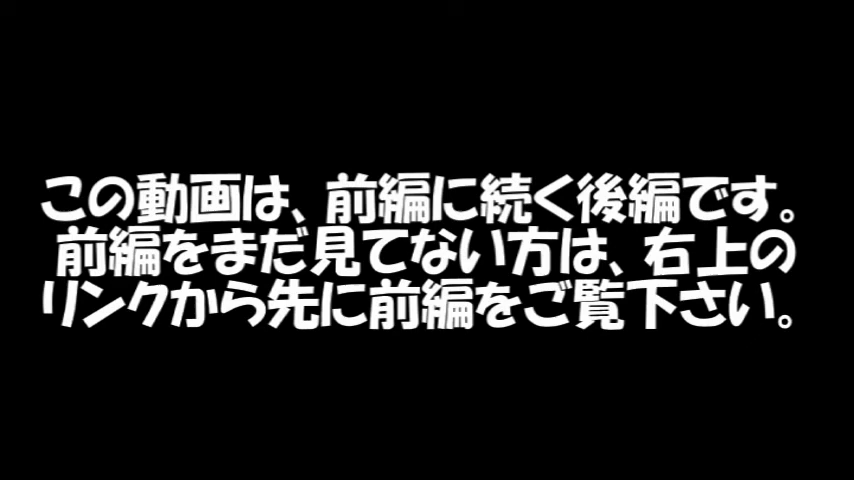 この動画は、前編に続く後編です。
前編をまだ見てない方は、右上の
リンクから先に前編をご覧下さい。